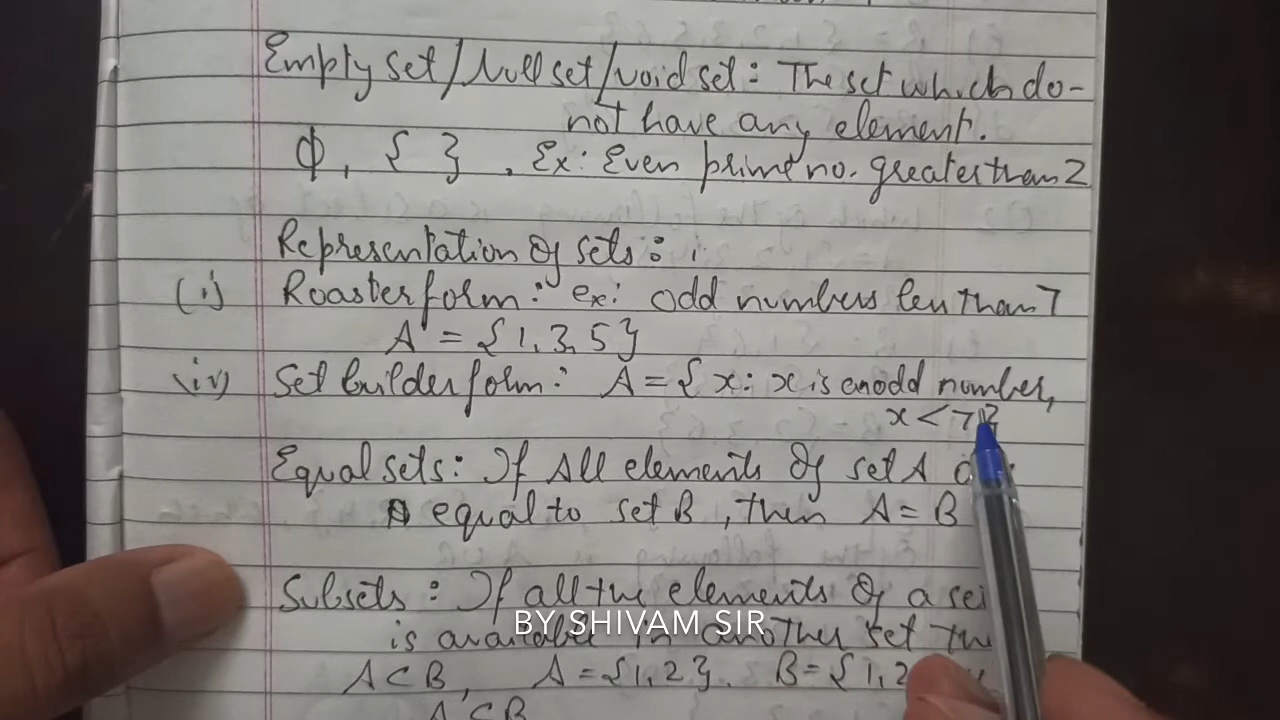 Empty set/Null set/void set: The set which do-
not have any element.
ϕ, { }, Ex: Even prime no. greater than 2
Representation of sets:
(i) Roaster form: ex: odd numbers len than 7
A = {1, 3, 5}
(iv) Set builder form: A = {x: x is an odd number,
x < 7}
Equal sets: If All elements of set A
equal to set B, then A = B
Subsets: If all the elements of a set
BY SHIVAM SIR
is available in another set the
A⊂B, A = {1, 2}. B = {1, 2
A⊂B